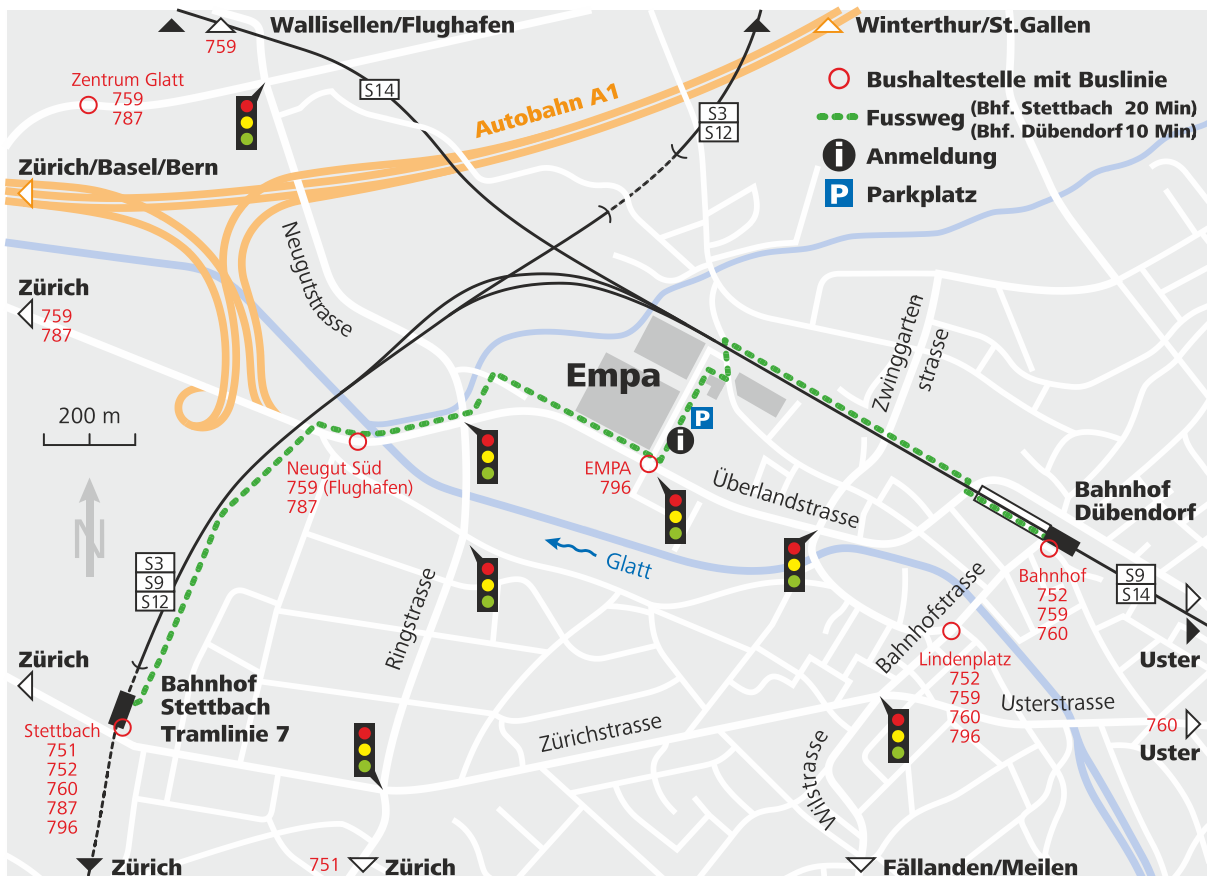 Wallisellen/Flughafen
759
Winterthur/St.Gallen
Zentrum Glatt
759
787
S14
S3
S12
Autobahn A1
Bushaltestelle mit Buslinie
Fussweg (Bhf. Stettbach 20 Min)
(Bhf. Dübendorf 10 Min)
i Anmeldung
P Parkplatz
Zürich/Basel/Bern
Neugutstrasse
Zürich
759
787
Zwinggarten
strasse
Empa
200 m
P
i
Neugut Süd
759 (Flughafen)
787
EMPA
796
Überlandstrasse
Bahnhof
Dübendorf
N
Glatt
S3
S9
S12
Bahnhof
752
759
760
S9
S14
Ringstrasse
Bahnhofstrasse
Lindenplatz
752
759
760
796
Uster
Zürich
Bahnhof
Stettbach
Tramlinie 7
Stettbach
751
752
760
787
796
Zürichstrasse
Usterstrasse
760
Uster
Wilstrasse
Zürich
751
Zürich
Fällanden/Meilen